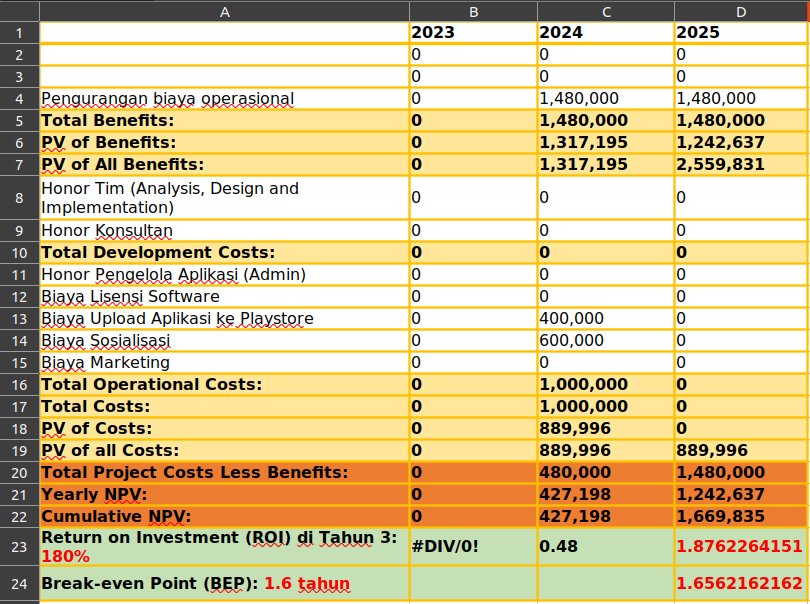 A B C D
1 2023 2024 2025
2 0 0 0
3 0 0 0
4 Pengurangan biaya operasional 0 1,480,000 1,480,000
5 Total Benefits: 0 1,480,000 1,480,000
6 PV of Benefits: 0 1,317,195 1,242,637
7 PV of All Benefits: 0 1,317,195 2,559,831
8 Honor Tim (Analysis, Design and
Implementation) 0 0 0
9 Honor Konsultan 0 0 0
10 Total Development Costs: 0 0 0
11 Honor Pengelola Aplikasi (Admin) 0 0 0
12 Biaya Lisensi Software 0 0 0
13 Biaya Upload Aplikasi ke Playstore 0 400,000 0
14 Biaya Sosialisasi 0 600,000 0
15 Biaya Marketing 0 0 0
16 Total Operational Costs: 0 1,000,000 0
17 Total Costs: 0 1,000,000 0
18 PV of Costs: 0 889,996 0
19 PV of all Costs: 0 889,996 889,996
20 Total Project Costs Less Benefits: 0 480,000 1,480,000
21 Yearly NPV: 0 427,198 1,242,637
22 Cumulative NPV: 0 427,198 1,669,835
23 Return on Investment (ROI) di Tahun 3:
180% #DIV/0! 0.48 1.8762264151
24 Break-even Point (BEP): 1.6 tahun 1.6562162162